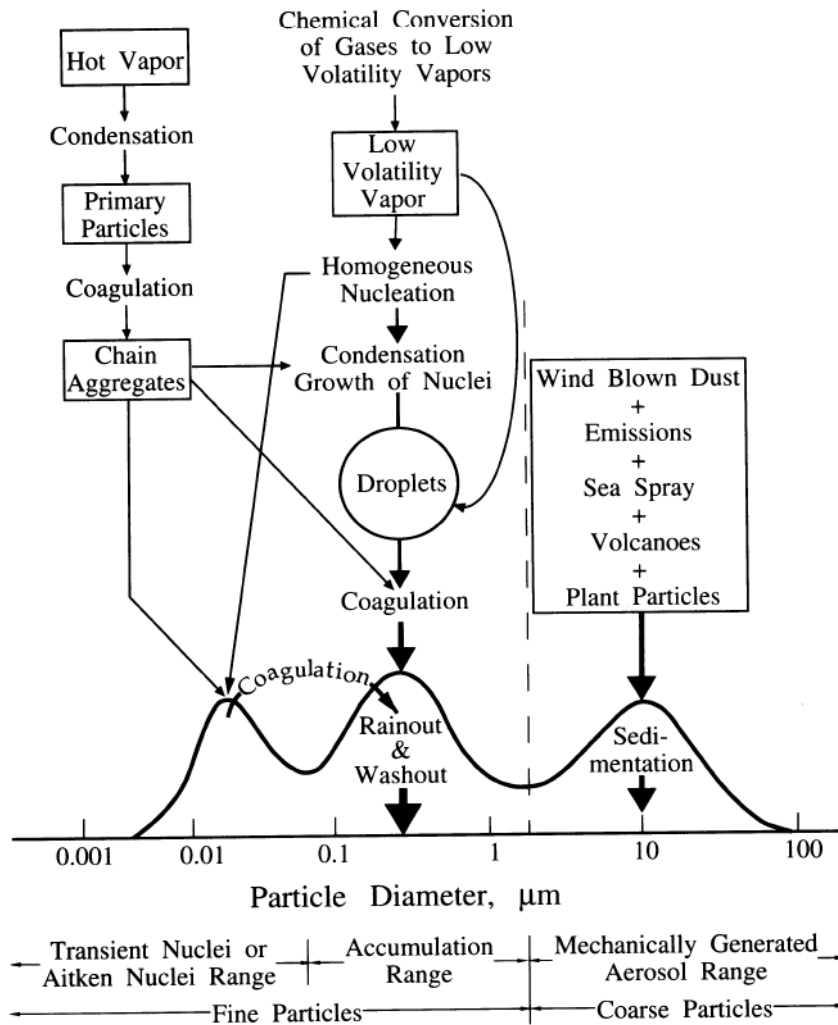 Hot Vapor
Condensation
Primary
Particles
Coagulation
Chain
Aggregates
Chemical Conversion
of Gases to Low
Volatility Vapors
Low
Volatility
Vapor
Homogeneous
Nucleation
Condensation
Growth of Nuclei
Droplets
Coagulation
Wind Blown Dust
+
Emissions
+
Sea Spray
+
Volcanoes
+
Plant Particles
Coagulation
Rainout
&
Washout
Sedi-
mentation
0.001 0.01 0.1 1 10 100
Particle Diameter, μm
Transient Nuclei or
Aitken Nuclei Range
Accumulation
Range
Mechanically Generated
Aerosol Range
Fine Particles
Coarse Particles